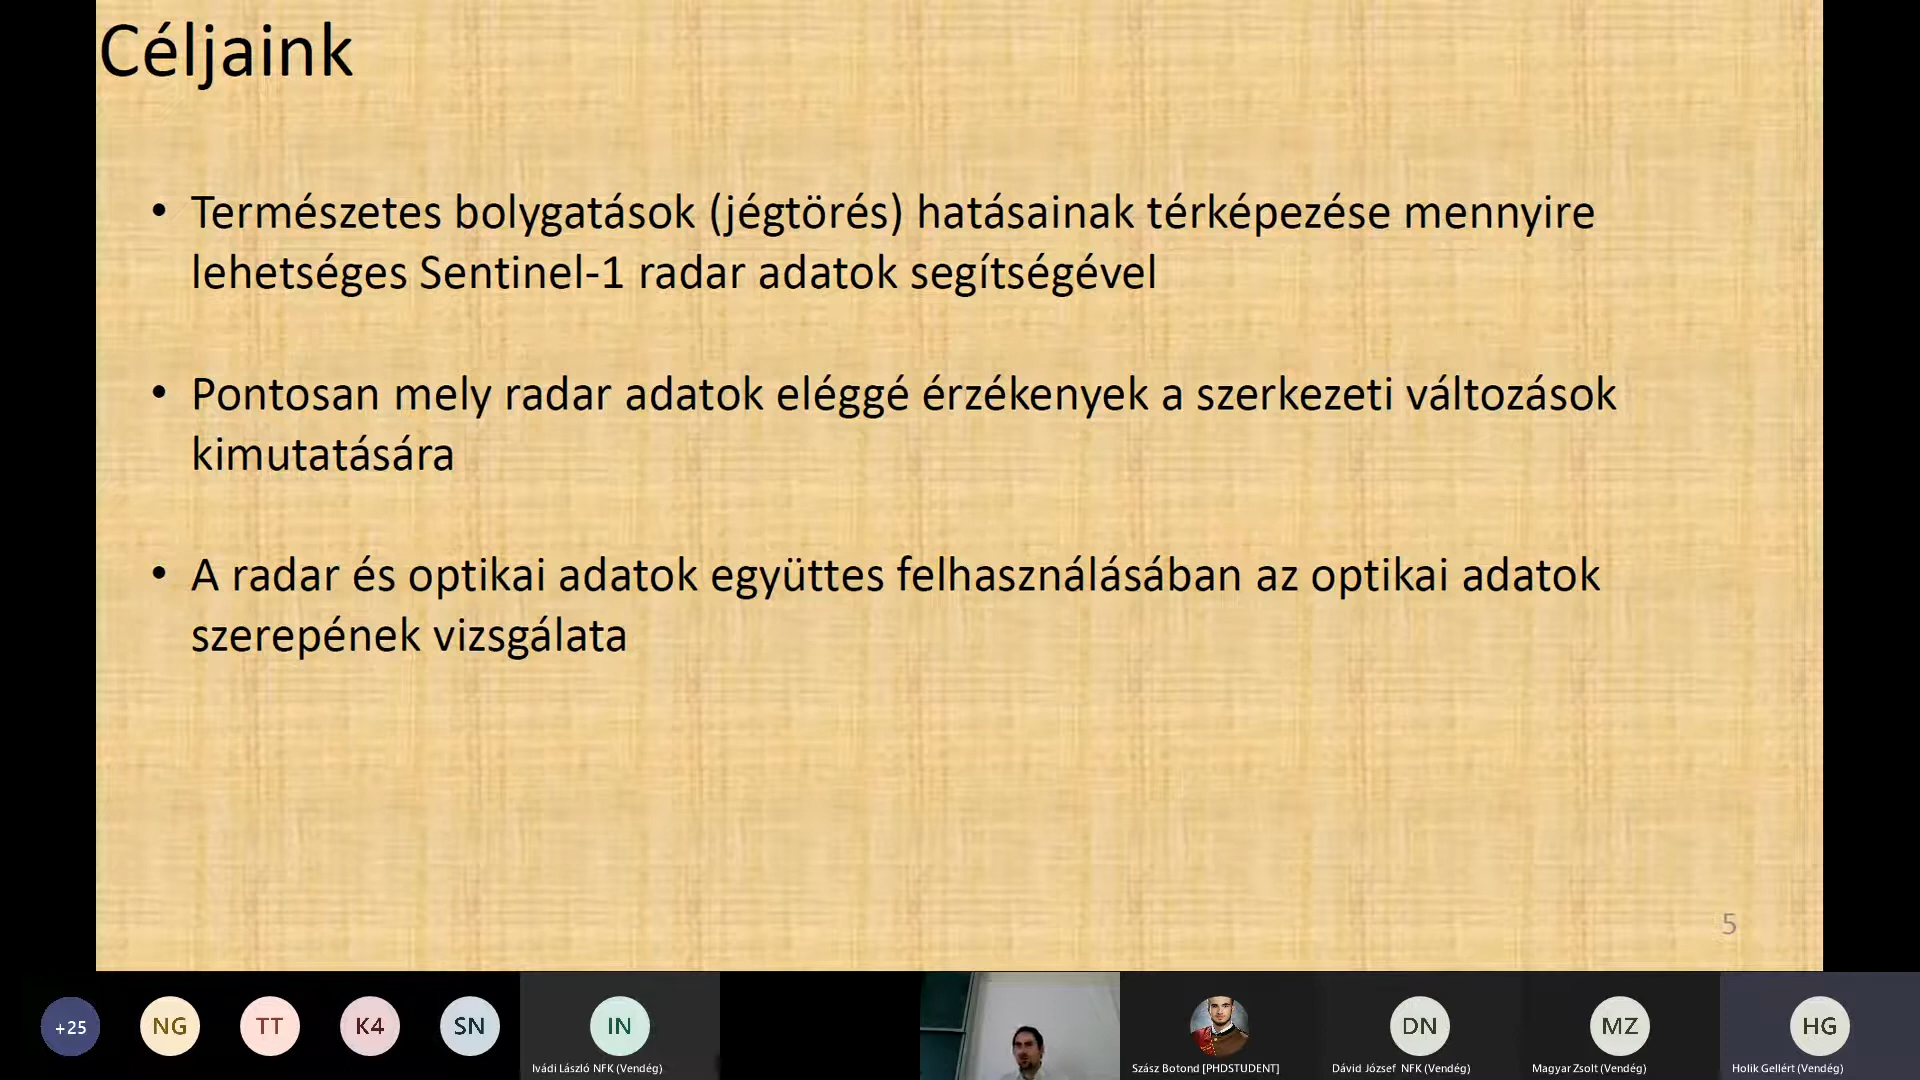 Céljaink
• Természetes bolygatások (jégtörés) hatásainak térképezése mennyire
lehetséges Sentinel-1 radar adatok segítségével
• Pontosan mely radar adatok eléggé érzékenyek a szerkezeti változások
kimutatására
• A radar és optikai adatok együttes felhasználásában az optikai adatok
szerepének vizsgálata
5
+25
NG
TT
K4
SN
IN
DN
MZ
HG
Ivádi László NFK (Vendég)
Szász Botond [PHDSTUDENT]
Dávid József NFK (Vendég)
Magyar Zsolt (Vendég)
Holik Gellért (Vendég)